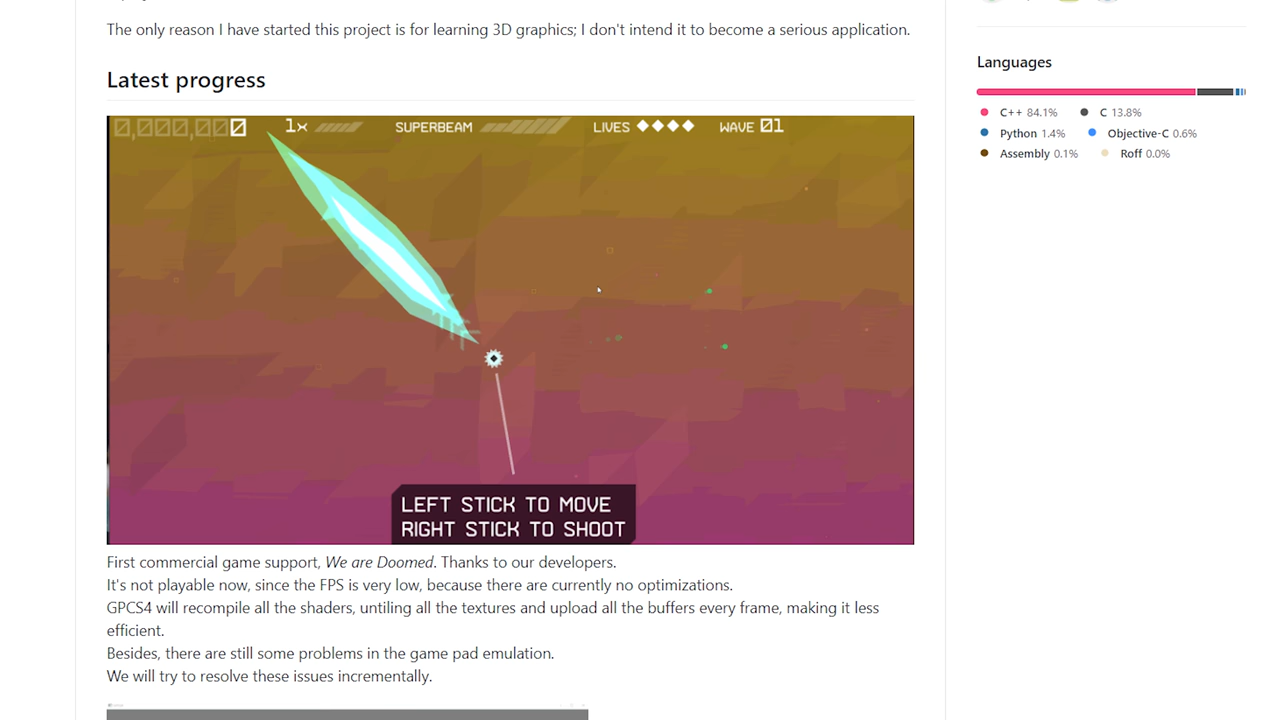 The only reason I have started this project is for learning 3D graphics; I don't intend it to become a serious application.
Latest progress
0,000,000 1x SUPERBEAM LIVES WAVE 01
LEFT STICK TO MOVE
RIGHT STICK TO SHOOT
First commercial game support, We are Doomed. Thanks to our developers.
It's not playable now, since the FPS is very low, because there are currently no optimizations.
GPCS4 will recompile all the shaders, untiling all the textures and upload all the buffers every frame, making it less
efficient.
Besides, there are still some problems in the game pad emulation.
We will try to resolve these issues incrementally.
Languages
C++ 84.1% C 13.8%
Python 1.4% Objective-C 0.6%
Assembly 0.1% Roff 0.0%